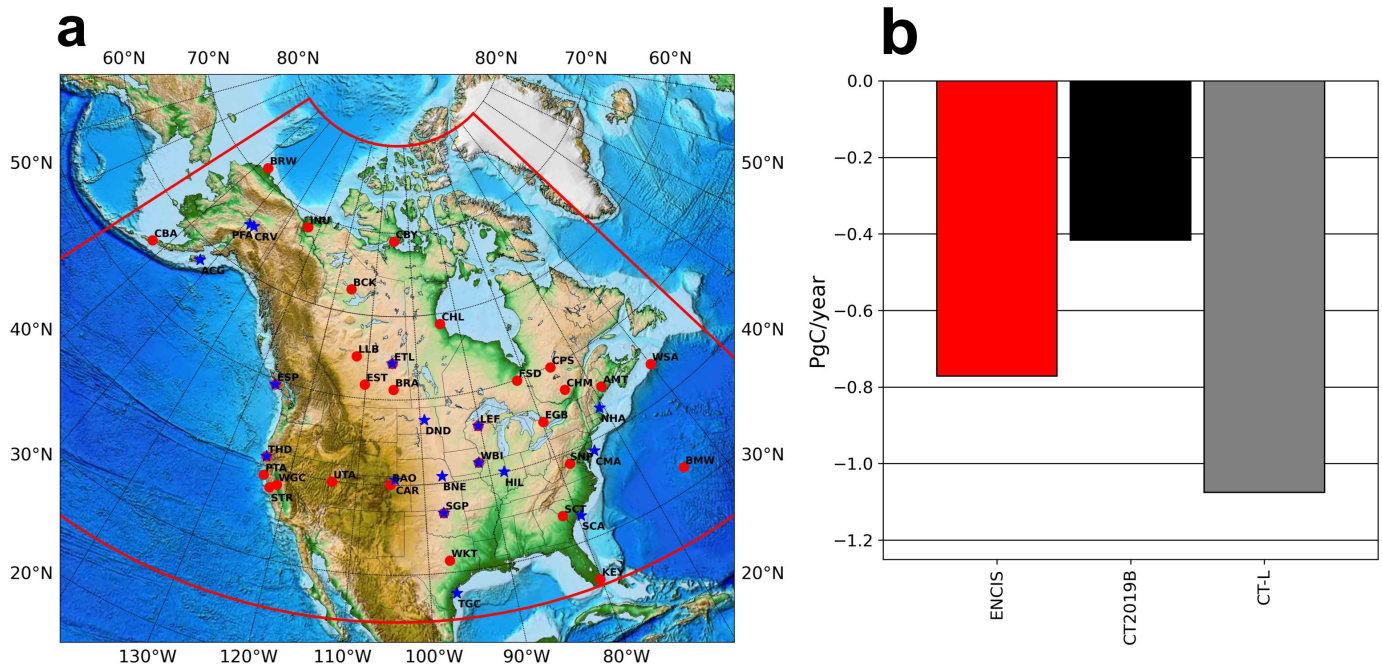 a
b
60°N 70°N 80°N 80°N 70°N 60°N
50°N 50°N
40°N 40°N
30°N 30°N
20°N 20°N
130°W 120°W 110°W 100°W 90°W 80°W
BRW
INU
CBA
PFA CRV
CBY
ACG
BCK
CHL
LLB
ETL
WSA
CPS
ESP
EST
BRA
FSD
CHM
AMT
LEF
EGB
NHA
DND
THD
WBI
SNP
CMA
BMW
PTA
WGC
UTA
BAO
STR
CAR
BNE
HIL
SGP
SCT
SCA
WKT
KEY
TGC
PgC/year
0.0
−0.2
−0.4
−0.6
−0.8
−1.0
−1.2
ENCIS
CT2019B
CT-L